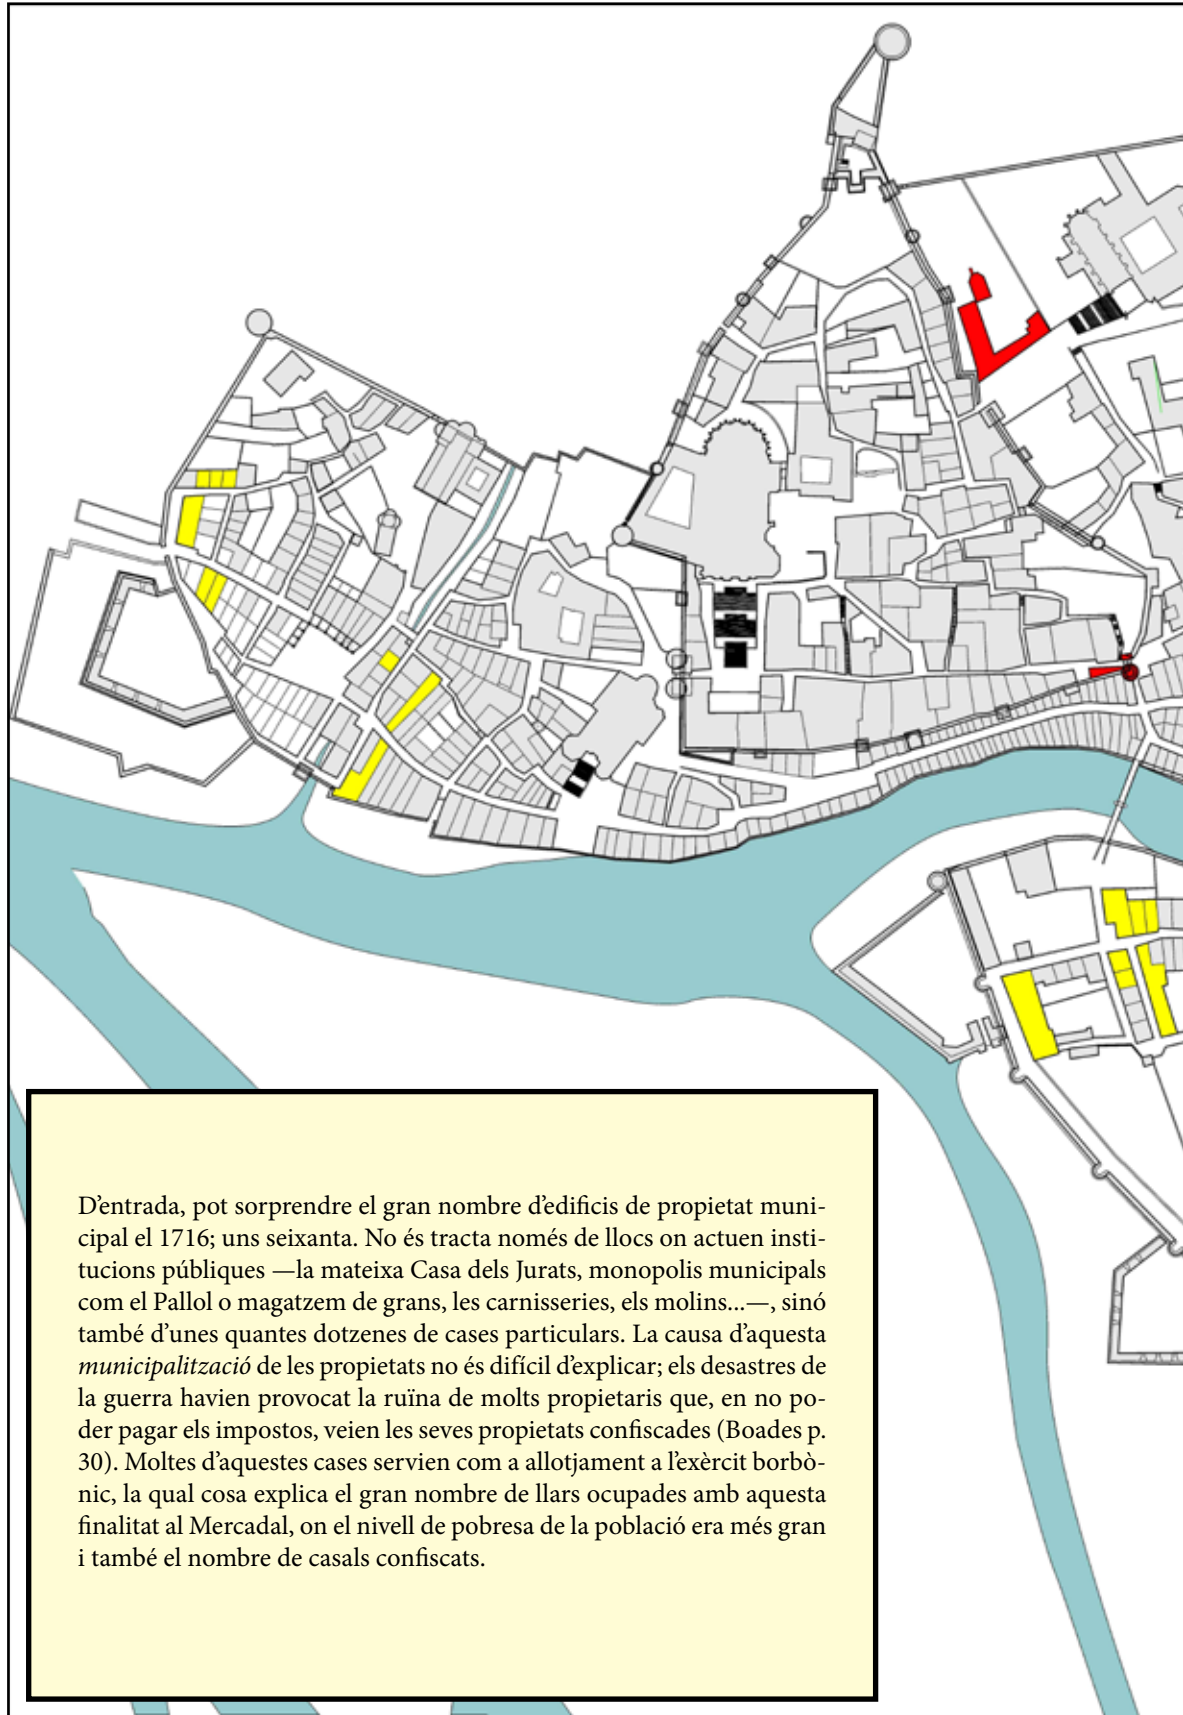 D'entrada, pot sorprendre el gran nombre d'edificis de propietat muni-
cipal el 1716; uns seixanta. No és tracta només de llocs on actuen insti-
tucions públiques —la mateixa Casa dels Jurats, monopolis municipals
com el Pallol o magatzem de grans, les carnisseries, els molins...—, sinó
també d'unes quantes dotzenes de cases particulars. La causa d'aquesta
municipalització de les propietats no és difícil d'explicar; els desastres de
la guerra havien provocat la ruïna de molts propietaris que, en no po-
der pagar els impostos, veien les seves propietats confiscades (Boades p.
30). Moltes d'aquestes cases servien com a allotjament a l'exèrcit borbò-
nic, la qual cosa explica el gran nombre de llars ocupades amb aquesta
finalitat al Mercadal, on el nivell de pobresa de la població era més gran
i també el nombre de casals confiscats.